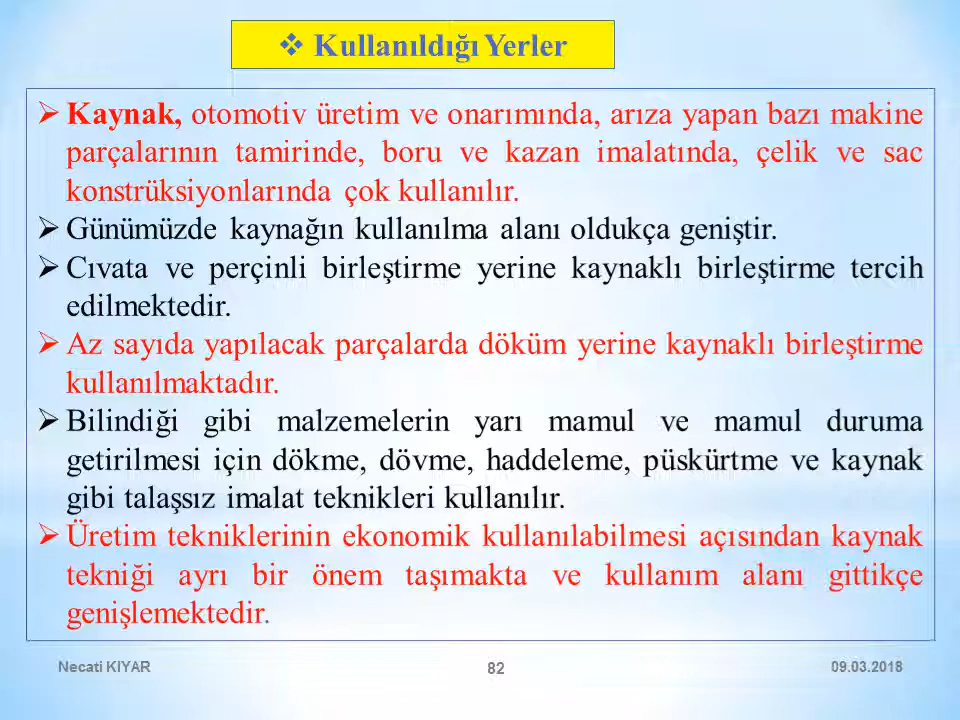 ❖ Kullanıldığı Yerler
➢ Kaynak, otomotiv üretim ve onarımında, arıza yapan bazı makine
parçalarının tamirinde, boru ve kazan imalatında, çelik ve sac
konstrüksiyonlarında çok kullanılır.
➢ Günümüzde kaynağın kullanılma alanı oldukça geniştir.
➢ Cıvata ve perçinli birleştirme yerine kaynaklı birleştirme tercih
edilmektedir.
➢ Az sayıda yapılacak parçalarda döküm yerine kaynaklı birleştirme
kullanılmaktadır.
➢ Bilindiği gibi malzemelerin yarı mamul ve mamul duruma
getirilmesi için dökme, dövme, haddeleme, püskürtme ve kaynak
gibi talaşsız imalat teknikleri kullanılır.
➢ Üretim tekniklerinin ekonomik kullanılabilmesi açısından kaynak
tekniği ayrı bir önem taşımakta ve kullanım alanı gittikçe
genişlemektedir.
Necati KIYAR 82 09.03.2018